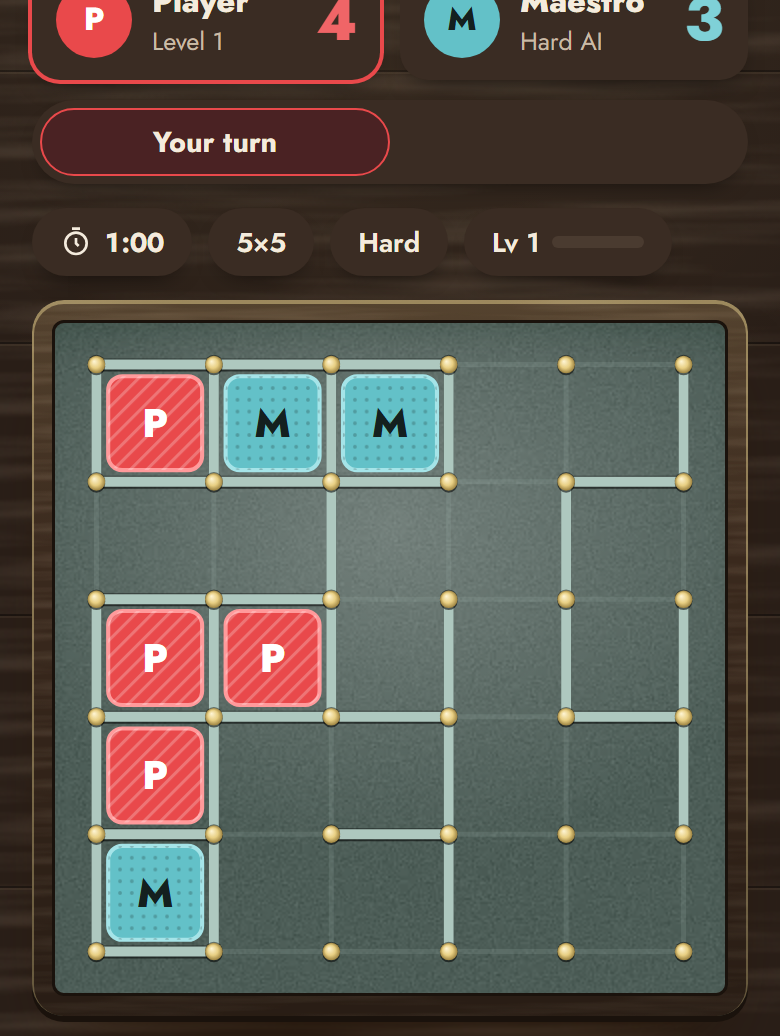 P Player 4 M Maestro 3
Level 1 Hard AI
Your turn
1:00 5×5 Hard Lv 1
P M M
P P
P
M